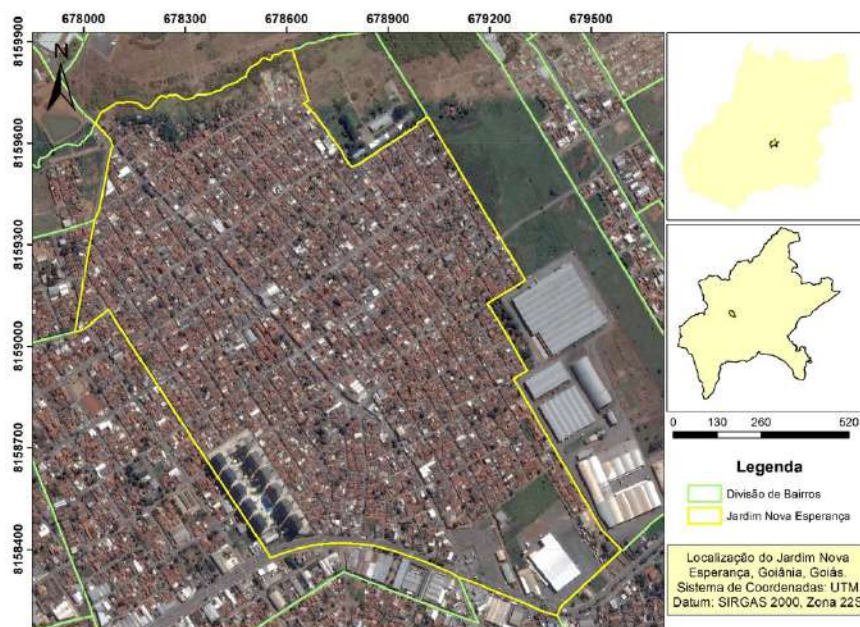 678000 678300 678600 678900 679200 679500
8159900
8159600
8159300
8159000
8158700
8158400
N
0 130 260 520
Legenda
Divisão de Bairros
Jardim Nova Esperança
Localização do Jardim Nova
Esperança, Goiânia, Goiás.
Sistema de Coordenadas: UTM
Datum: SIRGAS 2000, Zona 22S